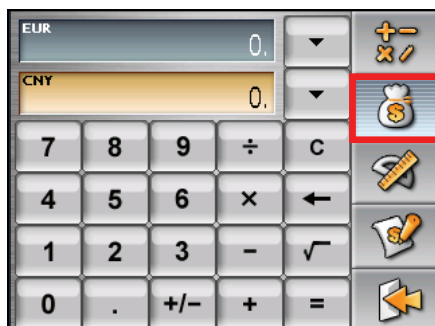 EUR
0.
CNY
0.
7 8 9 ÷ C
4 5 6 × ←
1 2 3 − √
0 . +/− + =